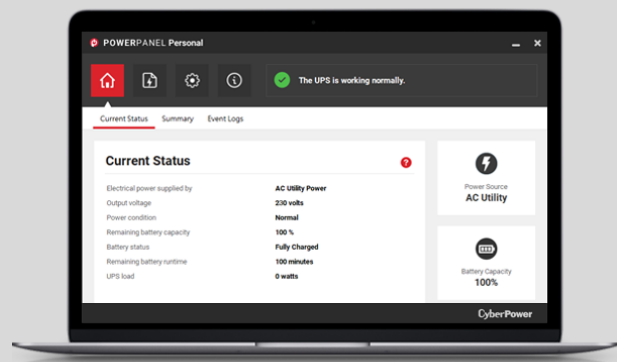 POWERPANEL Personal
The UPS is working normally.
Current Status Summary Event Logs
Current Status ?
Electrical power supplied by AC Utility Power
Output voltage 230 volts
Power condition Normal
Remaining battery capacity 100 %
Battery status Fully Charged
Remaining battery runtime 100 minutes
UPS load 0 watts
Power Source
AC Utility
Battery Capacity
100%
CyberPower